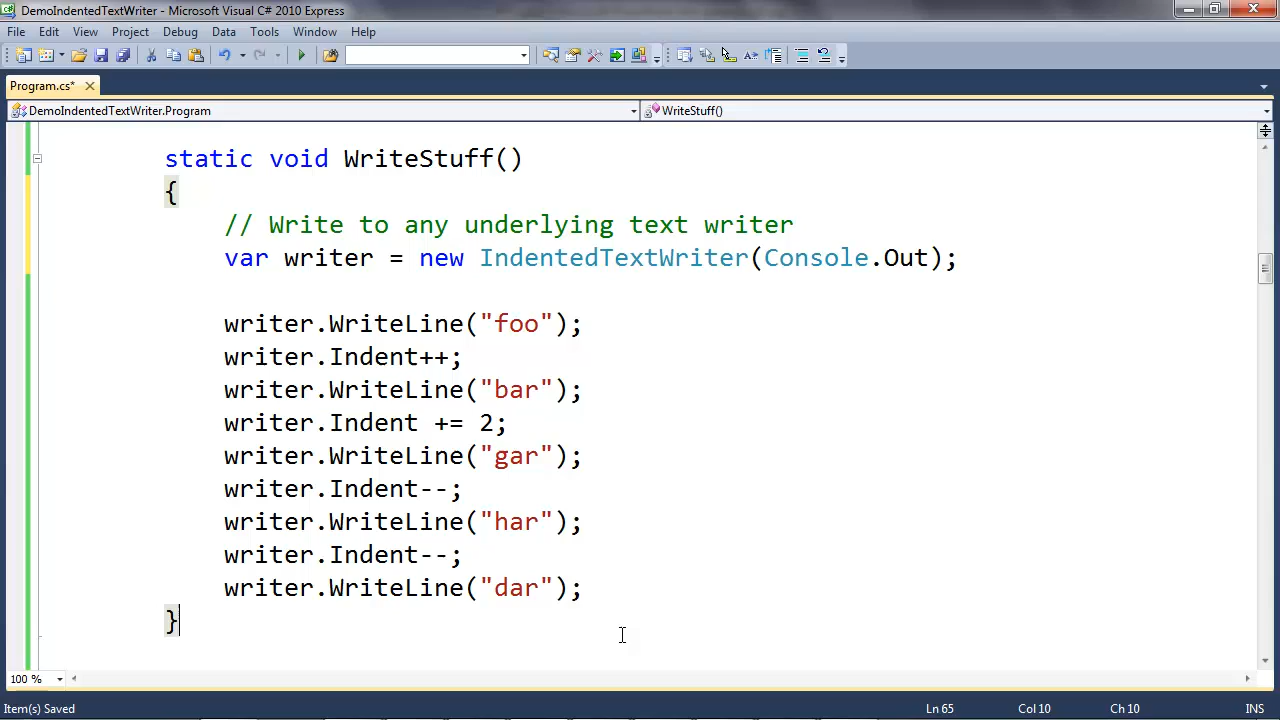 DemoIndentedTextWriter - Microsoft Visual C# 2010 Express
File Edit View Project Debug Data Tools Window Help
Program.cs*
DemoIndentedTextWriter.Program WriteStuff()
static void WriteStuff()
{
// Write to any underlying text writer
var writer = new IndentedTextWriter(Console.Out);
writer.WriteLine("foo");
writer.Indent++;
writer.WriteLine("bar");
writer.Indent += 2;
writer.WriteLine("gar");
writer.Indent--;
writer.WriteLine("har");
writer.Indent--;
writer.WriteLine("dar");
}
100 %
Item(s) Saved Ln 65 Col 10 Ch 10 INS